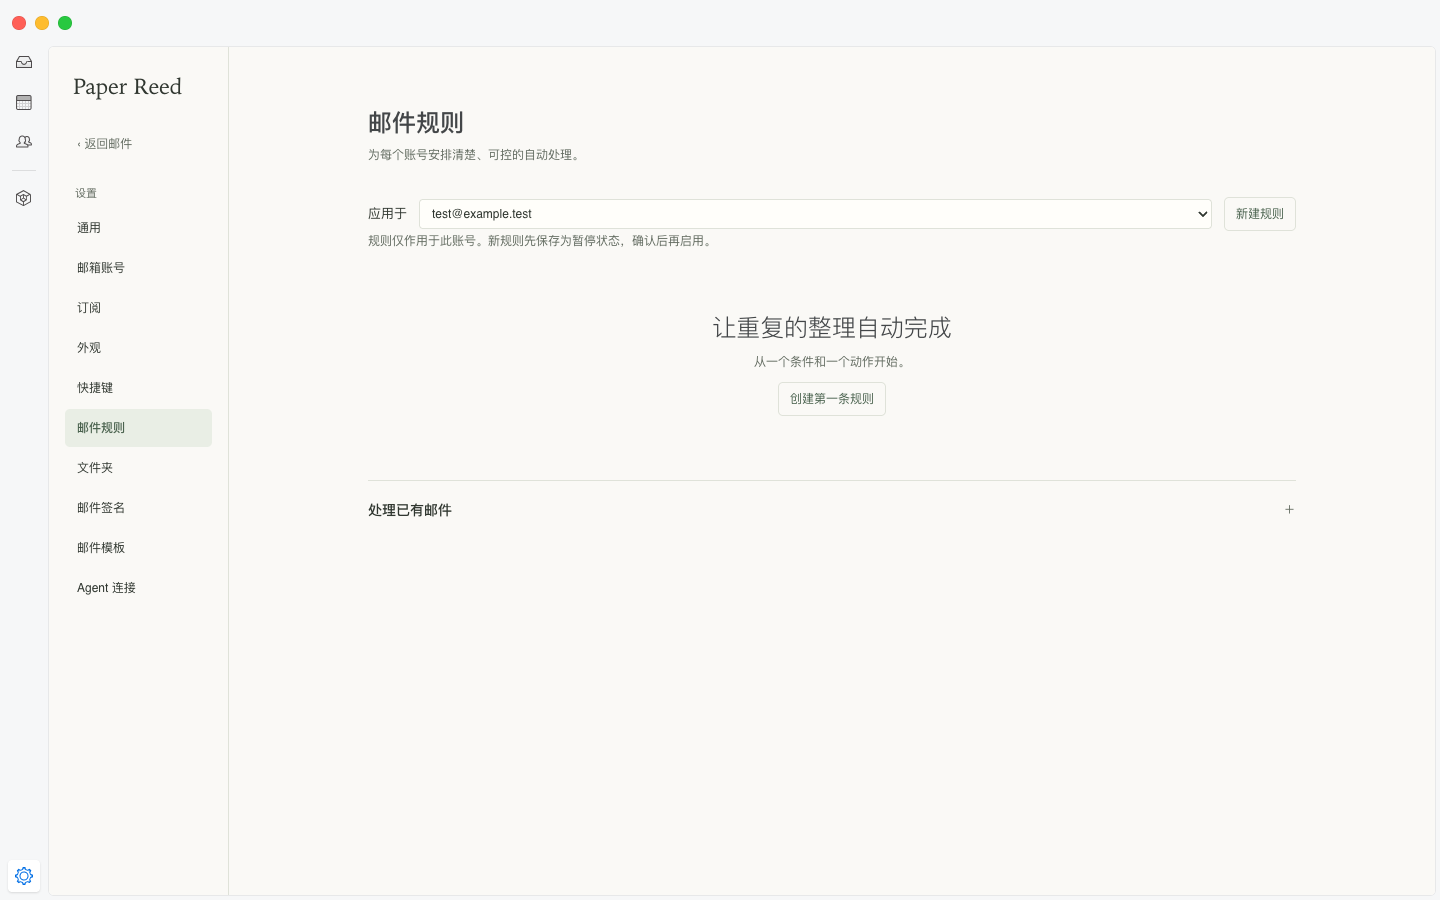 Paper Reed
‹ 返回邮件
设置
通用
邮箱账号
订阅
外观
快捷键
邮件规则
文件夹
邮件签名
邮件模板
Agent 连接
邮件规则
为每个账号安排清楚、可控的自动处理。
应用于 test@example.test 新建规则
规则仅作用于此账号。新规则先保存为暂停状态，确认后再启用。
让重复的整理自动完成
从一个条件和一个动作开始。
创建第一条规则
处理已有邮件 +